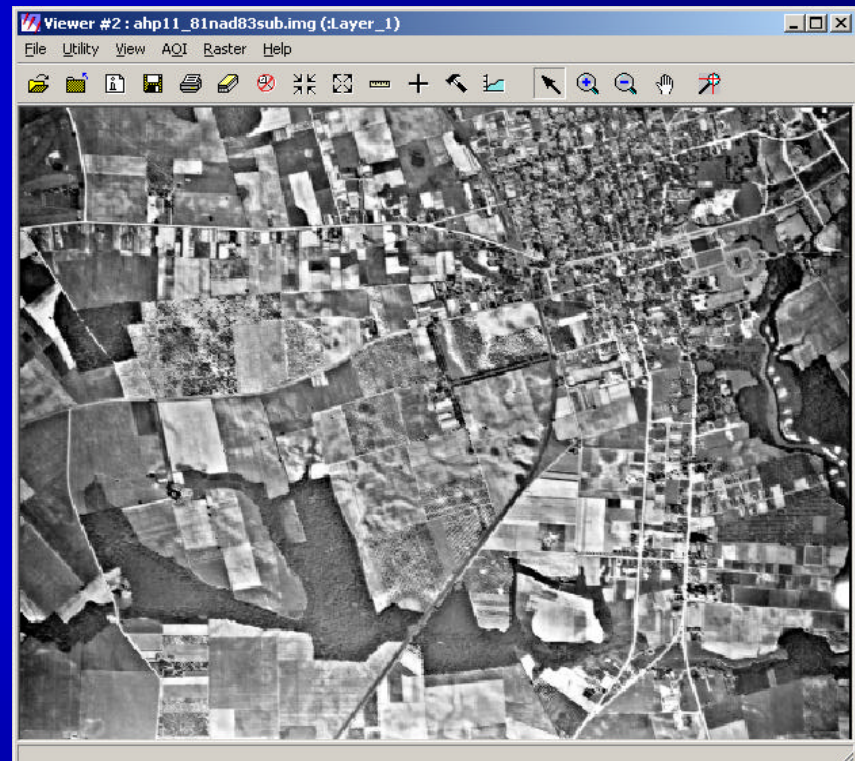 Viewer #2 : ahp11_81nad83sub.img (:Layer_1)
File Utility View AOI Raster Help